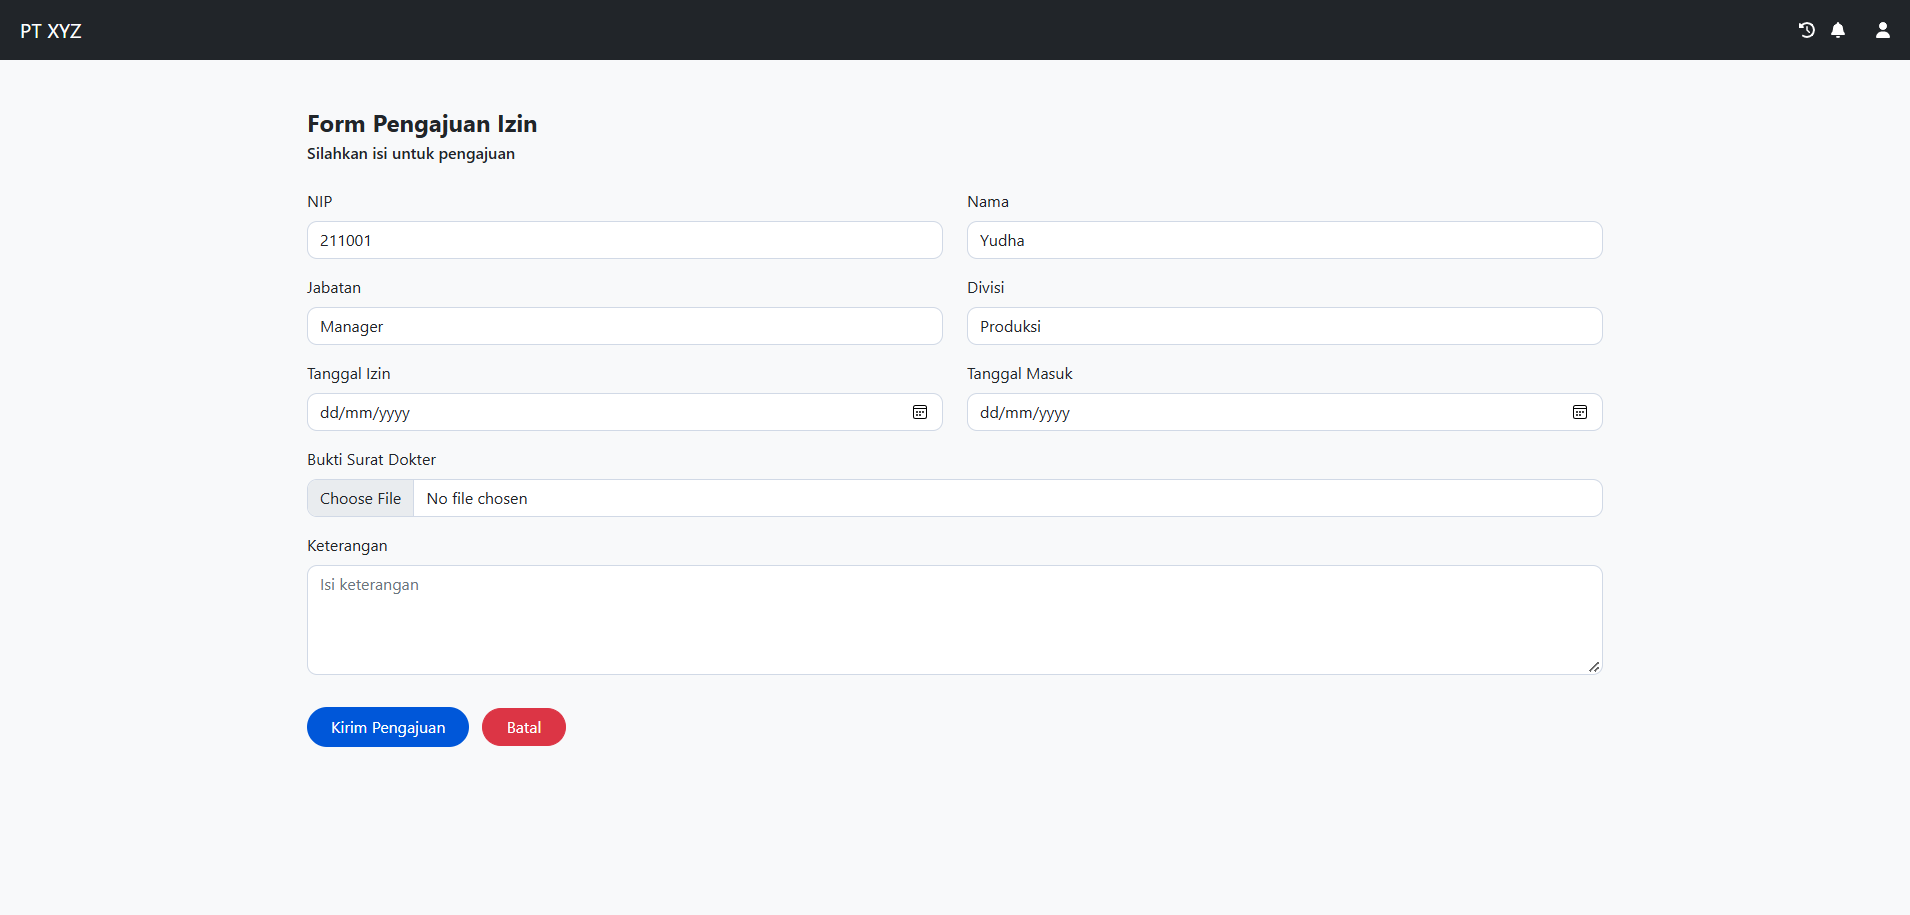 PT XYZ
Form Pengajuan Izin
Silahkan isi untuk pengajuan
NIP
Nama
211001
Yudha
Jabatan
Divisi
Manager
Produksi
Tanggal Izin
Tanggal Masuk
dd/mm/yyyy
dd/mm/yyyy
Bukti Surat Dokter
Choose File No file chosen
Keterangan
Isi keterangan
Kirim Pengajuan
Batal